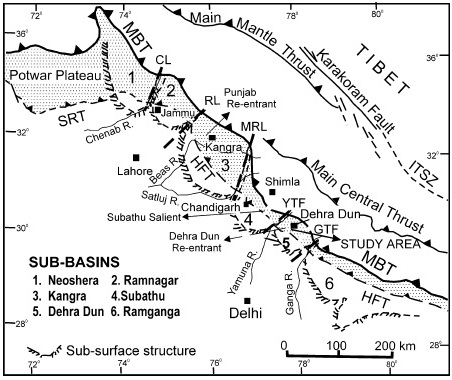 72° 74° 76° 78° 80°
36°
MBT
Main
Mantle
Thrust
TIBET
Karakoram Fault
Potwar Plateau
1
CL
2
Punjab
Re-entrant
RL
Jammu
SRT
MRL
Chenab R.
32°
Kangra
ITSZ
Lahore
Beas R.
HFT
3
32°
Main Central Thrust
Satluj R.
Shimla
Chandigarh
YTF
Subathu Salient
4
Dehra Dun
GTF
30°
Dehra Dun
Re-entrant
5
STUDY AREA
30°
SUB-BASINS
Yamuna R.
MBT
1. Neoshera 2. Ramnagar
3. Kangra 4.Subathu
5. Dehra Dun 6. Ramganga
Ganga R.
6
HFT
Delhi
28°
28°
Sub-surface structure
0 100 200 km
72° 74° 76° 78° 80°